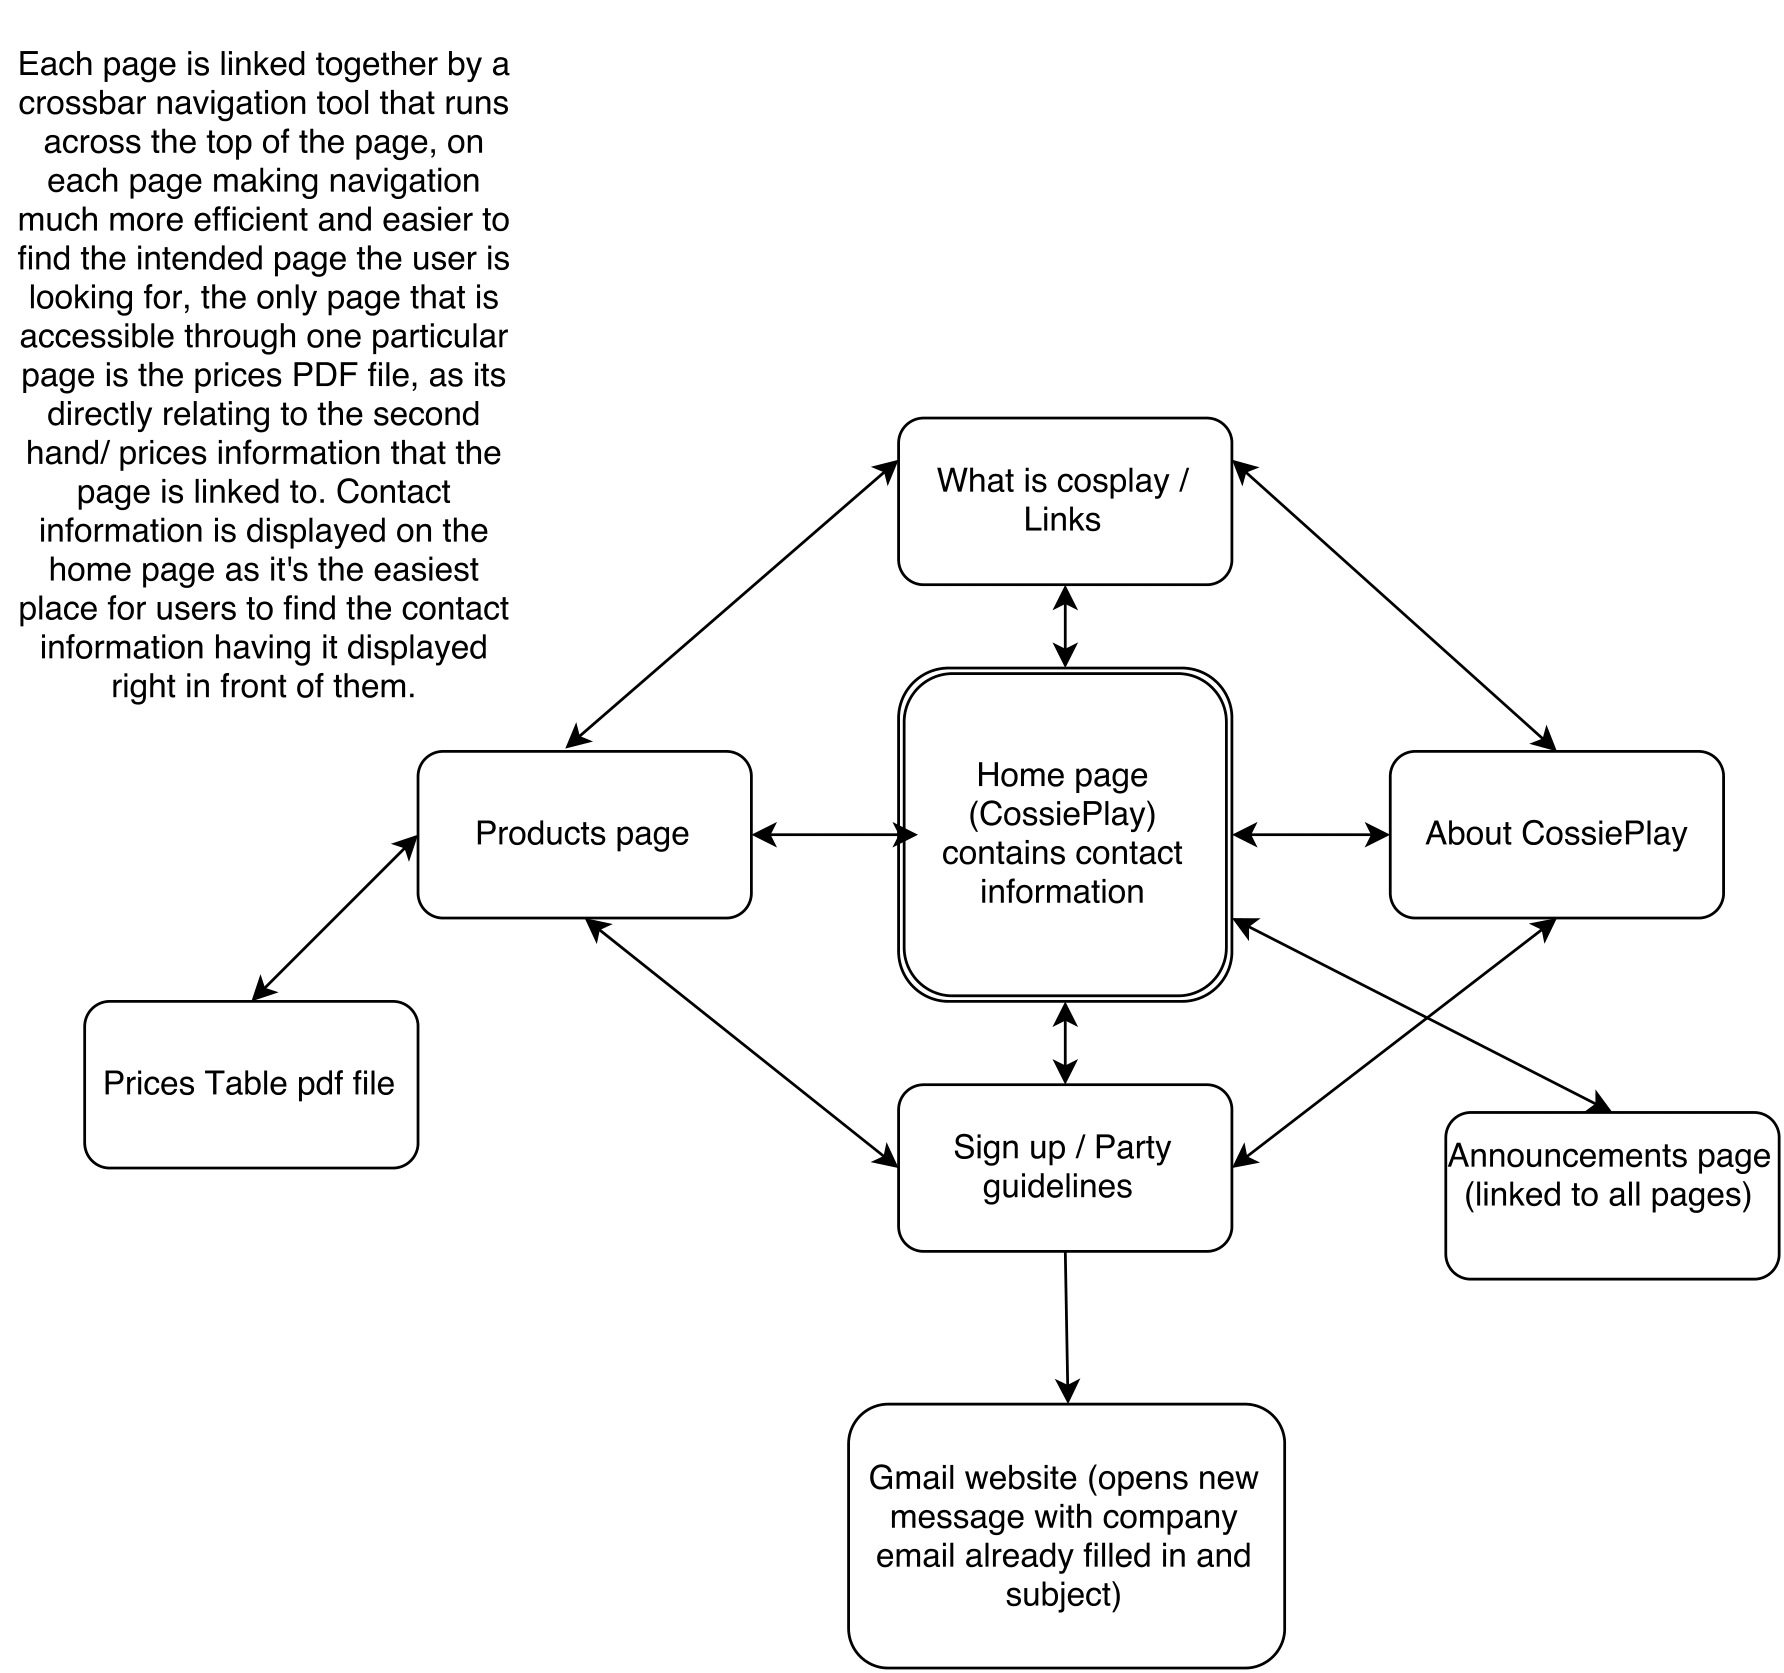 Each page is linked together by a
crossbar navigation tool that runs
across the top of the page, on
each page making navigation
much more efficient and easier to
find the intended page the user is
looking for, the only page that is
accessible through one particular
page is the prices PDF file, as its
directly relating to the second
hand/ prices information that the
page is linked to. Contact
information is displayed on the
home page as it's the easiest
place for users to find the contact
information having it displayed
right in front of them.
What is cosplay /
Links
Products page
Home page
(CossiePlay)
contains contact
information
About CossiePlay
Prices Table pdf file
Sign up / Party
guidelines
Announcements page
(linked to all pages)
Gmail website (opens new
message with company
email already filled in and
subject)